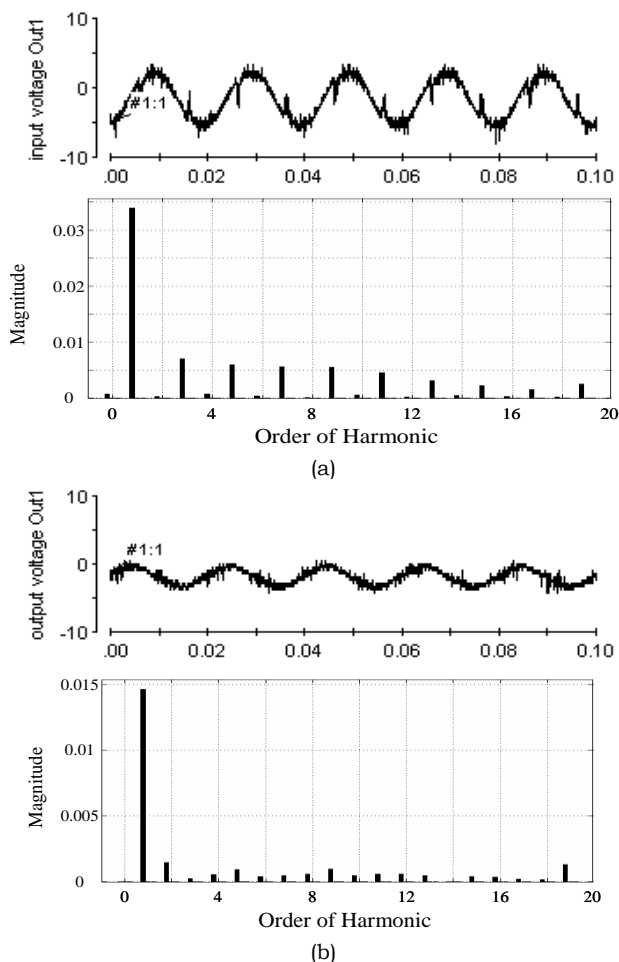 10
0
-10
input voltage Out1
#1:1
.00 0.02 0.04 0.06 0.08 0.10
0.03
0.02
0.01
0
Magnitude
0 4 8 12 16 20
Order of Harmonic
(a)
10
0
-10
output voltage Out1
#1:1
.00 0.02 0.04 0.06 0.08 0.10
0.015
0.01
0.005
0
Magnitude
0 4 8 12 16 20
Order of Harmonic
(b)